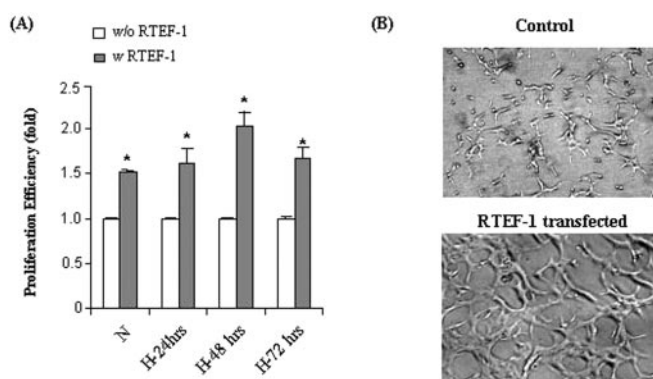 (A)
w/o RTEF-1
w RTEF-1
Proliferation Efficiency (fold)
2.5
2.0
1.5
1.0
0.5
0
*
*
*
*
N
H-24hrs
H-48 hrs
H-72 hrs
(B)
Control
RTEF-1 transfected